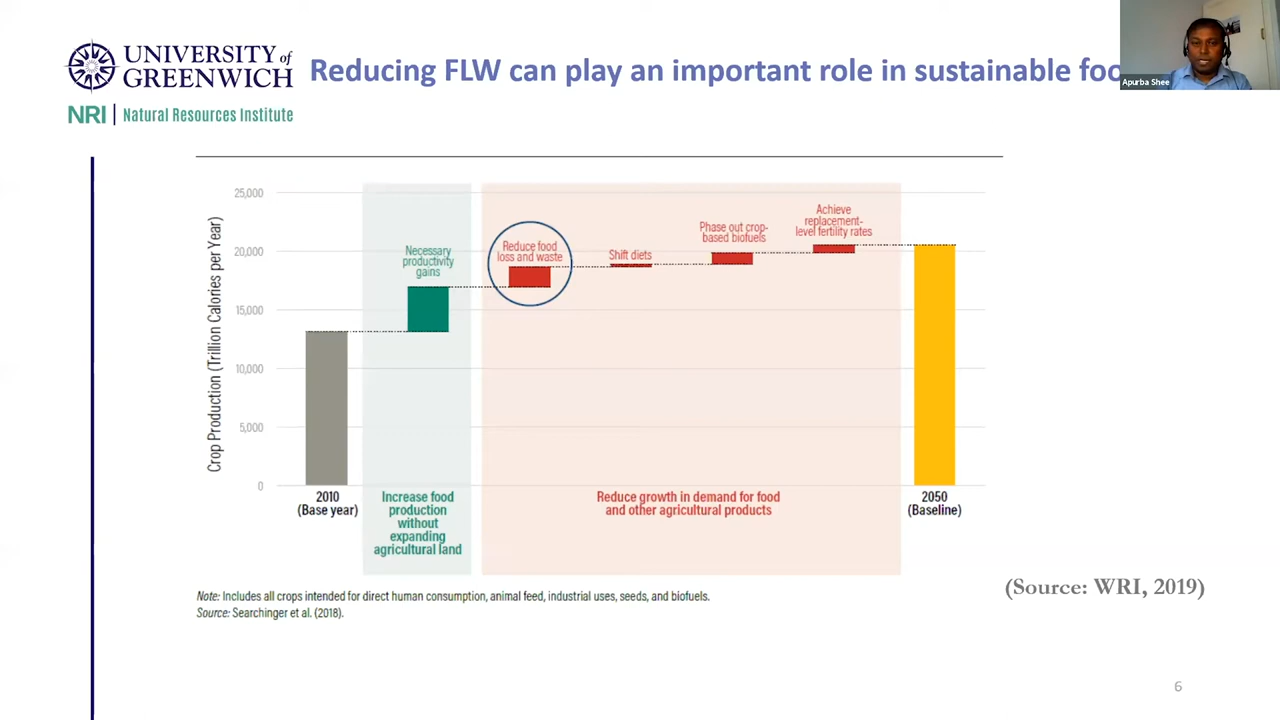 UNIVERSITY of
GREENWICH
NRI | Natural Resources Institute
Reducing FLW can play an important role in sustainable foo
Apurba Shee
Crop Production (Trillion Calories per Year)
25,000
20,000
15,000
10,000
5,000
0
Necessary
productivity
gains
Reduce food
loss and waste
Shift diets
Phase out crop-
based biofuels
Achieve
replacement-
level fertility rates
2010
(Base year)
Increase food
production
without
expanding
agricultural land
Reduce growth in demand for food
and other agricultural products
2050
(Baseline)
Note: Includes all crops intended for direct human consumption, animal feed, industrial uses, seeds, and biofuels.
Source: Searchinger et al. (2018).
(Source: WRI, 2019)
6